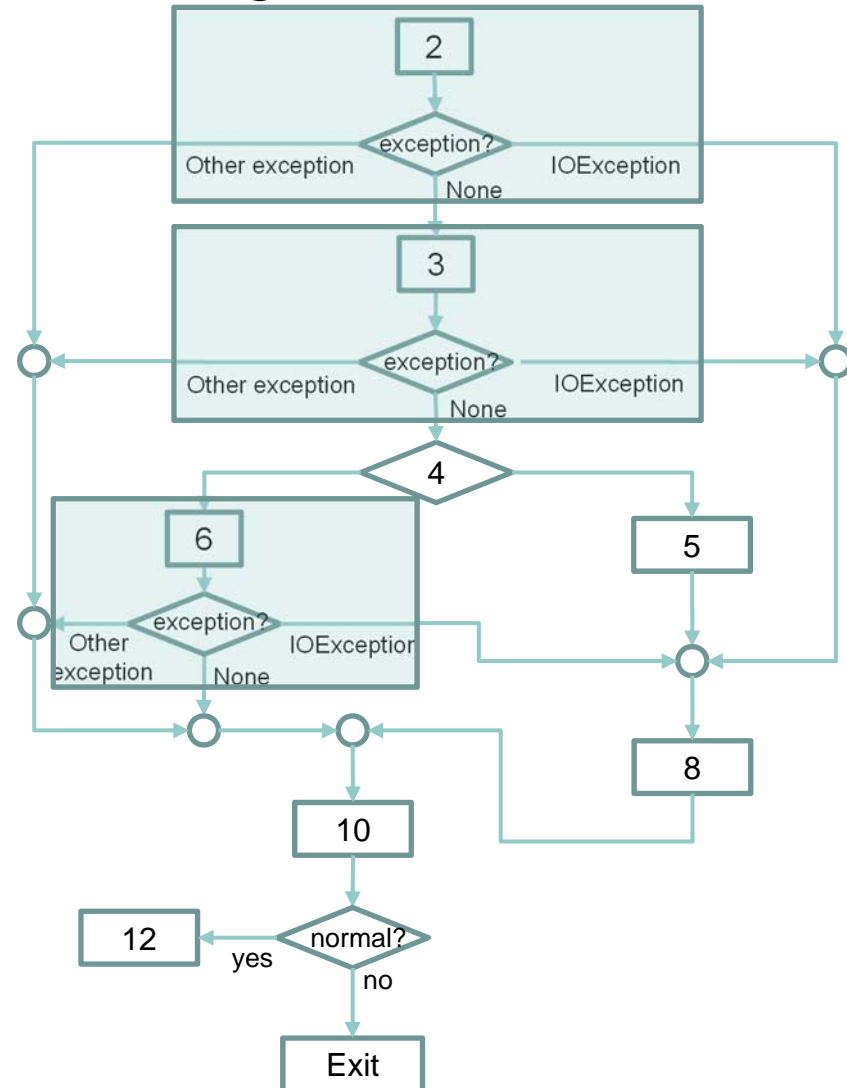 2
exception?
Other exception
IOException
None
3
exception?
Other exception
IOException
None
4
6
5
exception?
Other
exception
IOException
None
8
10
12
normal?
yes
no
Exit